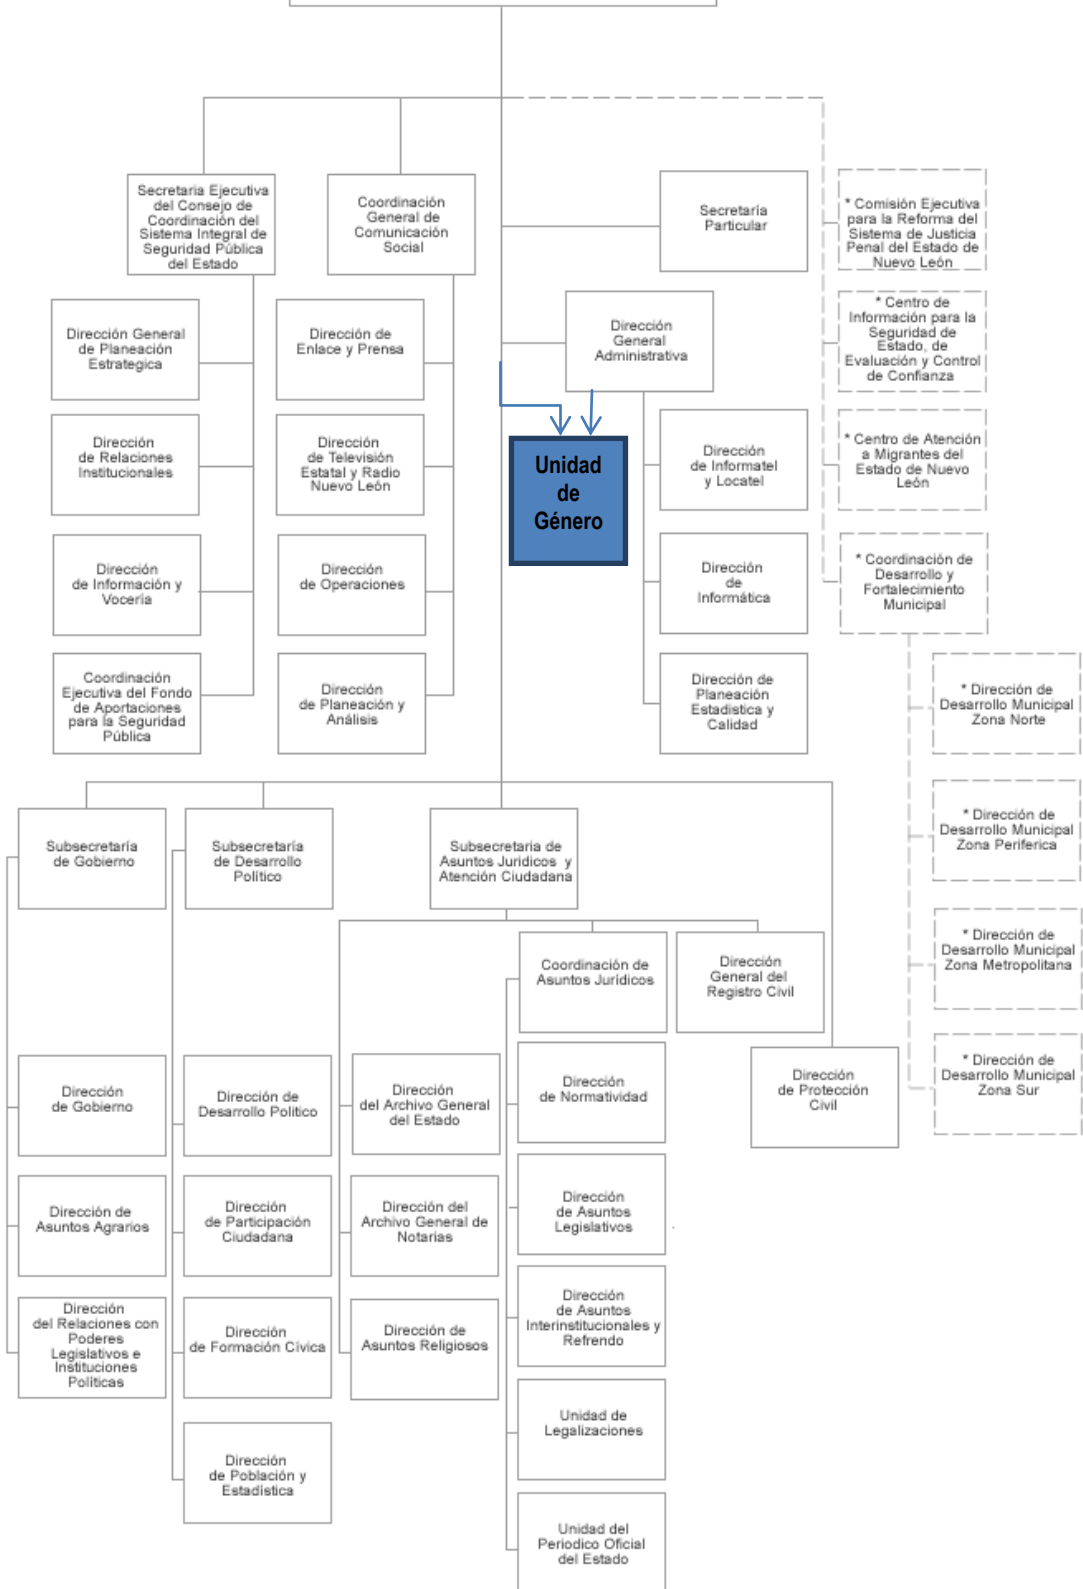 Secretaría Ejecutiva
del Consejo de
Coordinación del
Sistema Integral de
Seguridad Pública
del Estado
Coordinación
General de
Comunicación
Social
Secretaría
Particular
* Comisión Ejecutiva
para la Reforma del
Sistema de Justicia
Penal del Estado de
Nuevo León
Dirección General
de Planeación
Estrategica
Dirección de
Enlace y Prensa
Dirección
General
Administrativa
* Centro de
Información para la
Seguridad de
Estado, de
Evaluación y Control
de Confianza
Dirección
de Relaciones
Institucionales
Dirección
de Televisión
Estatal y Radio
Nuevo León
Unidad
de
Género
Dirección
de Informatel
y Locatel
* Centro de Atención
a Migrantes del
Estado de Nuevo
León
Dirección
de Información y
Vocería
Dirección
de Operaciones
Dirección
de
Informática
* Coordinación de
Desarrollo y
Fortalecimiento
Municipal
Coordinación
Ejecutiva del Fondo
de Aportaciones
para la Seguridad
Pública
Dirección
de Planeación y
Análisis
Dirección de
Planeación
Estadistica y
Calidad
* Dirección de
Desarrollo Municipal
Zona Norte
* Dirección de
Desarrollo Municipal
Zona Periferica
* Dirección de
Desarrollo Municipal
Zona Metropolitana
* Dirección de
Desarrollo Municipal
Zona Sur
Subsecretaría
de Gobierno
Subsecretaría
de Desarrollo
Político
Subsecretaria de
Asuntos Jurídicos y
Atención Ciudadana
Coordinación de
Asuntos Jurídicos
Dirección
General del
Registro Civil
Dirección
de Gobierno
Dirección de
Desarrollo Politico
Dirección
del Archivo General
del Estado
Dirección
de Normatividad
Dirección
de Protección
Civil
Dirección de
Asuntos Agrarios
Dirección
de Participación
Ciudadana
Dirección del
Archivo General de
Notarias
Dirección
de Asuntos
Legislativos
Dirección
del Relaciones con
Poderes
Legislativos e
Instituciones
Políticas
Dirección
de Formación Cívica
Dirección de
Asuntos Religiosos
Dirección
de Asuntos
Interinstitucionales y
Refrendo
Dirección
de Población y
Estadística
Unidad de
Legalizaciones
Unidad del
Periodico Oficial
del Estado